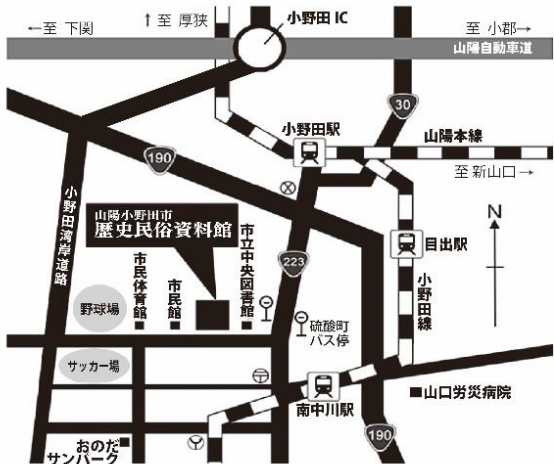 ←至 下関
↑至 厚狭
小野田 IC
至 小郡→
山陽自動車道
30
小野田駅
山陽本線
至 新山口→
190
小野田湾岸道路
山陽小野田市
歴史民俗資料館
市立中央図書館
市民体育館
市民館
野球場
223
N
目出駅
小野田線
硫酸町
バス停
サッカー場
南中川駅
山口労災病院
おのだ
サンパーク
190